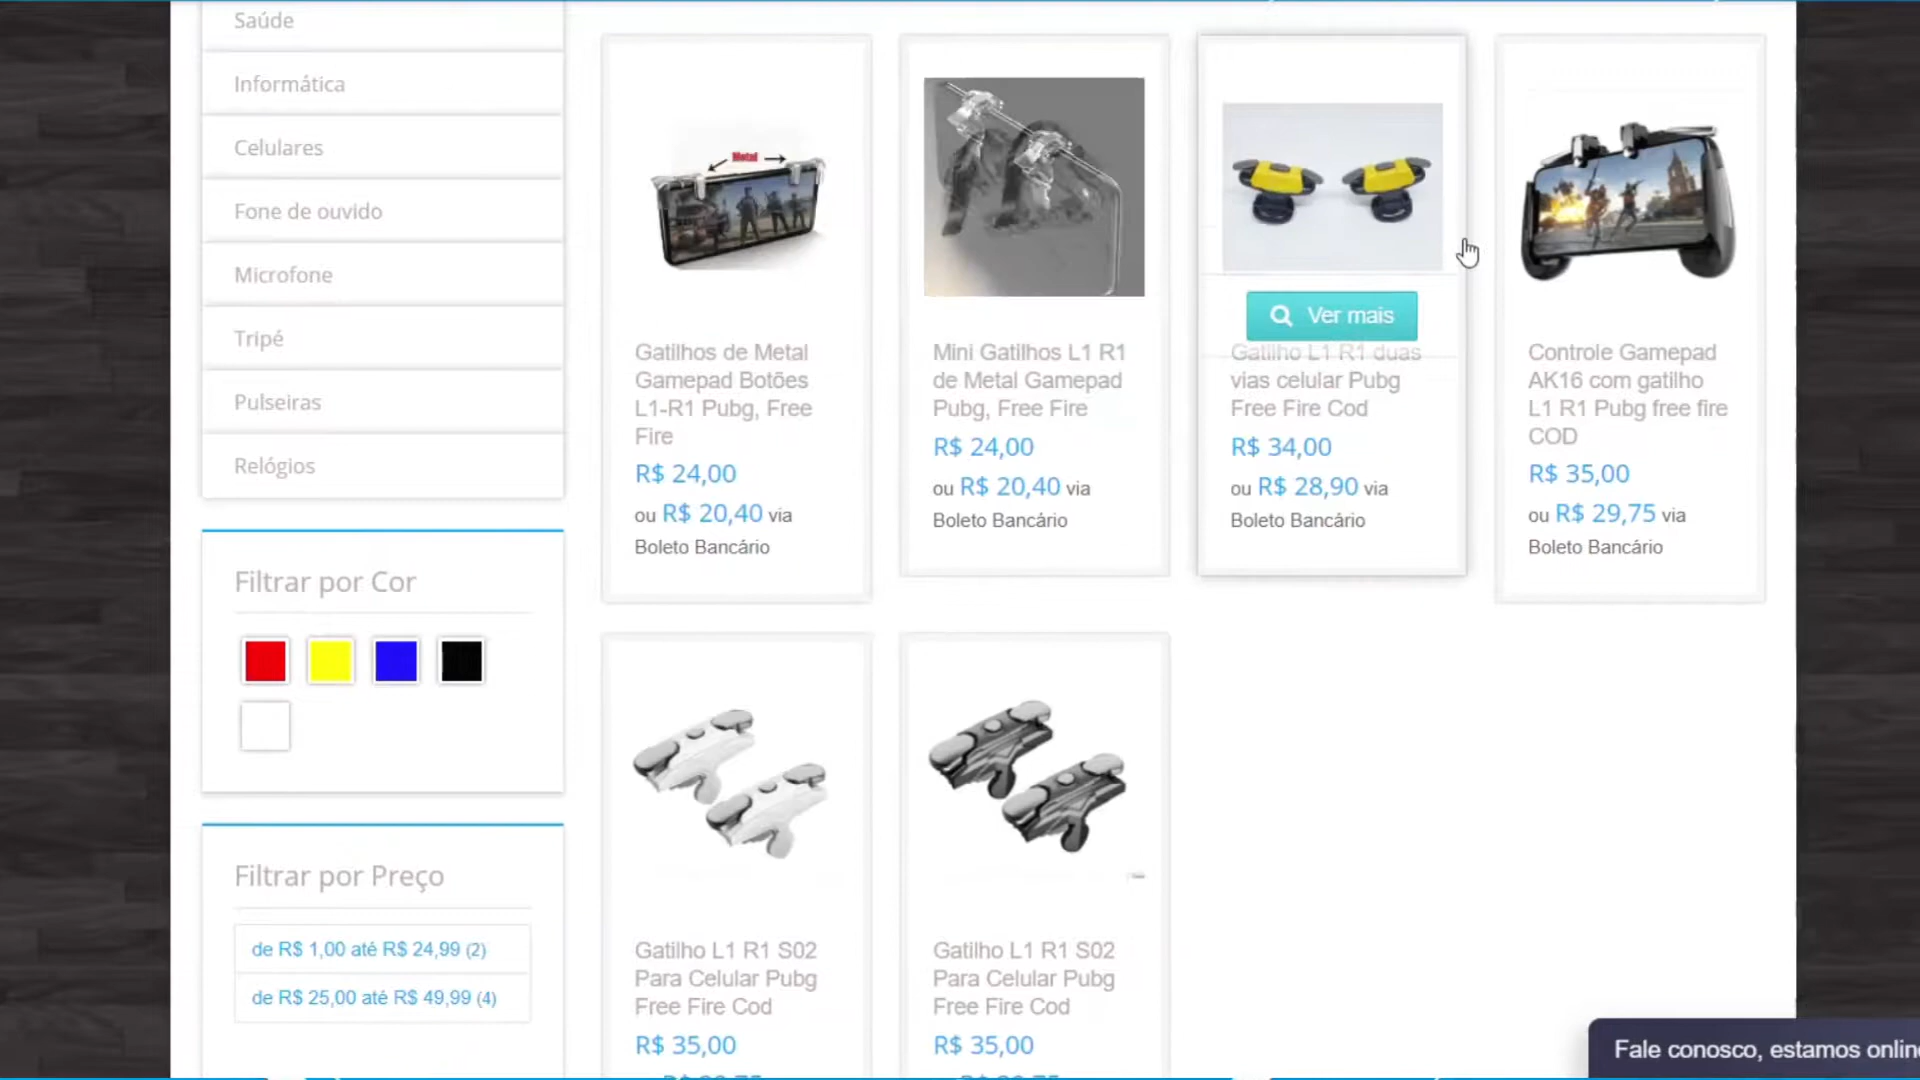 Saúde
Informática
Celulares
Fone de ouvido
Microfone
Tripé
Pulseiras
Relógios
Filtrar por Cor
Filtrar por Preço
de R$ 1,00 até R$ 24,99 (2)
de R$ 25,00 até R$ 49,99 (4)
Metal
Gatilhos de Metal
Gamepad Botões
L1-R1 Pubg, Free
Fire
R$ 24,00
ou R$ 20,40 via
Boleto Bancário
Mini Gatilhos L1 R1
de Metal Gamepad
Pubg, Free Fire
R$ 24,00
ou R$ 20,40 via
Boleto Bancário
Ver mais
Gatilho L1 R1 duas
vias celular Pubg
Free Fire Cod
R$ 34,00
ou R$ 28,90 via
Boleto Bancário
Controle Gamepad
AK16 com gatilho
L1 R1 Pubg free fire
COD
R$ 35,00
ou R$ 29,75 via
Boleto Bancário
Gatilho L1 R1 S02
Para Celular Pubg
Free Fire Cod
R$ 35,00
Gatilho L1 R1 S02
Para Celular Pubg
Free Fire Cod
R$ 35,00
Fale conosco, estamos online